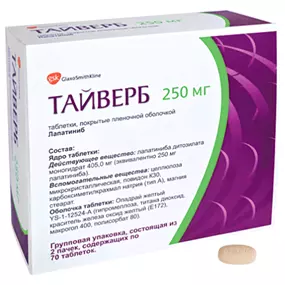 gsk GlaxoSmithKline
ТАЙВЕРБ 250 мг
таблетки, покрытые пленочной оболочкой
Лапатиниб
Состав:
Ядро таблетки:
Действующее вещество: лапатиниба дитозилата
моногидрат 405,0 мг (эквивалентно 250 мг
лапатиниба).
Вспомогательные вещества: целлюлоза
микрокристаллическая, повидон К30,
карбоксиметилкрахмал натрия (тип А), магния
Оболочка таблетки: Опадрай желтый
YS-1-12524-A (гипромеллоза, титана диоксид,
краситель железа оксид желтый (E172),
макрогол 400, полисорбат 80).
Групповая упаковка, состоящая из
2 пачек, содержащих по
70 таблеток.